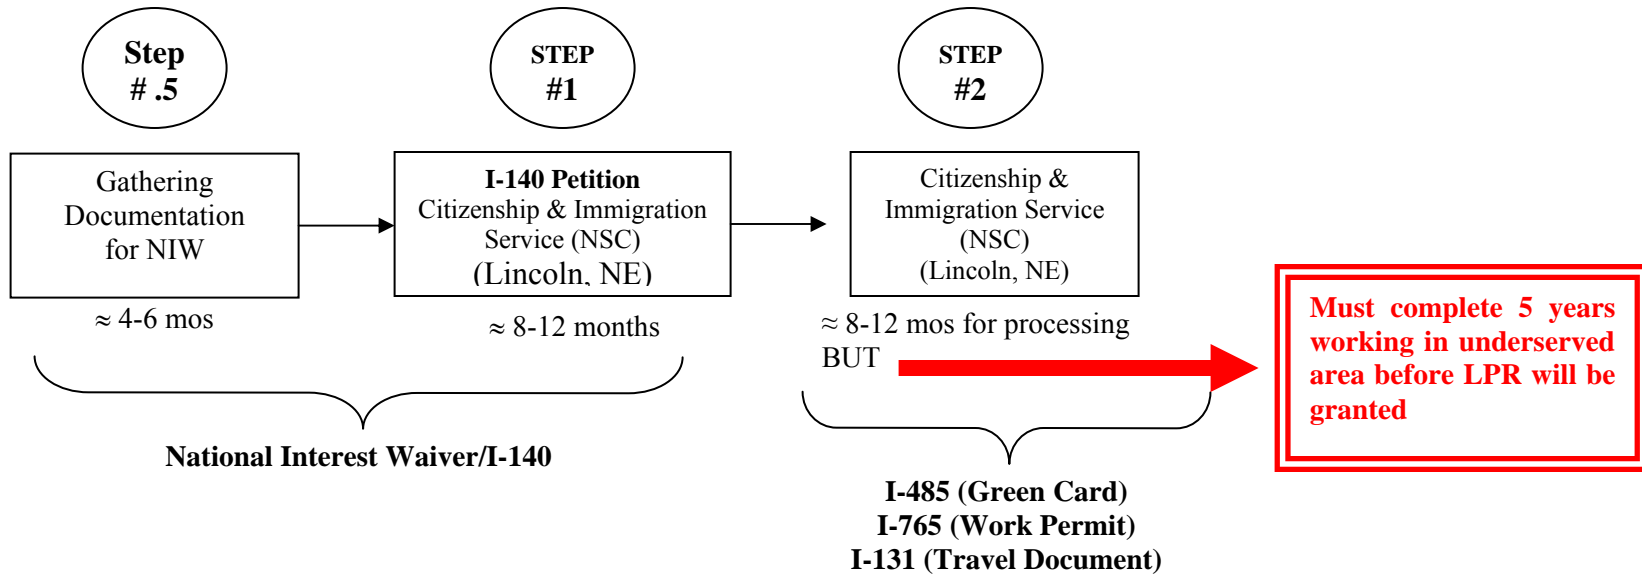 Step
# .5
STEP
#1
STEP
#2
Gathering
Documentation
for NIW
I-140 Petition
Citizenship & Immigration
Service (NSC)
(Lincoln, NE)
Citizenship &
Immigration Service
(NSC)
(Lincoln, NE)
≈ 4-6 mos
≈ 8-12 months
≈ 8-12 mos for processing
BUT
Must complete 5 years
working in underserved
area before LPR will be
granted
National Interest Waiver/I-140
I-485 (Green Card)
I-765 (Work Permit)
I-131 (Travel Document)